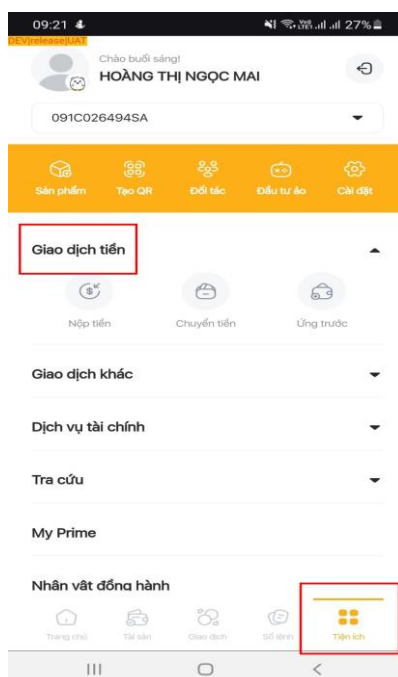 09:21 27%
DEV|release|UAT
Chào buổi sáng!
HOÀNG THỊ NGỌC MAI
091C026494SA
Sản phẩm Tạo QR Đối tác Đầu tư ảo Cài đặt
Giao dịch tiền
Nộp tiền Chuyển tiền Ứng trước
Giao dịch khác
Dịch vụ tài chính
Tra cứu
My Prime
Nhân vật đồng hành
Trang chủ Tài sản Giao dịch Sổ lệnh Tiện ích